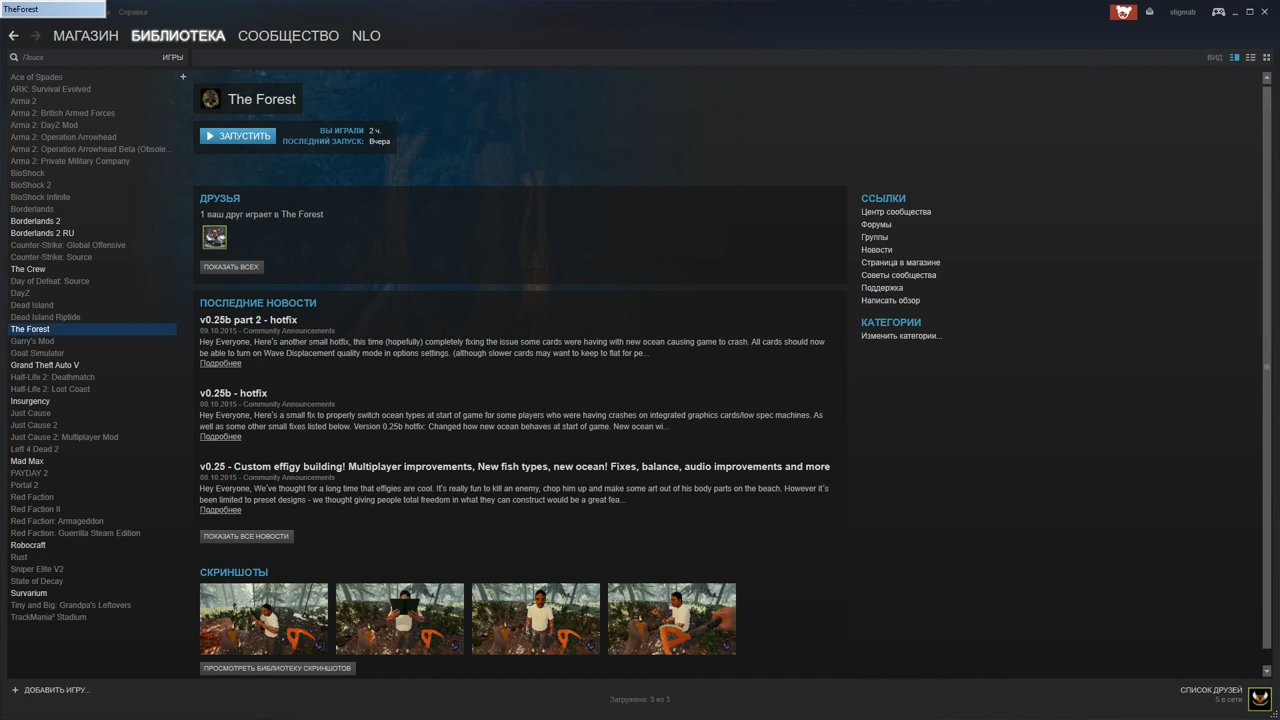 TheForest
Справка
stigmalr
МАГАЗИН БИБЛИОТЕКА СООБЩЕСТВО NLO
Поиск
ИГРЫ
ВИД
Ace of Spades
ARK: Survival Evolved
Arma 2
Arma 2: British Armed Forces
Arma 2: DayZ Mod
Arma 2: Operation Arrowhead
Arma 2: Operation Arrowhead Beta (Obsole...
Arma 2: Private Military Company
BioShock
BioShock 2
BioShock Infinite
Borderlands
Borderlands 2
Borderlands 2 RU
Counter-Strike: Global Offensive
Counter-Strike: Source
The Crew
Day of Defeat: Source
DayZ
Dead Island
Dead Island Riptide
The Forest
Garry's Mod
Goat Simulator
Grand Theft Auto V
Half-Life 2: Deathmatch
Half-Life 2: Lost Coast
Insurgency
Just Cause
Just Cause 2
Just Cause 2: Multiplayer Mod
Left 4 Dead 2
Mad Max
PAYDAY 2
Portal 2
Red Faction
Red Faction II
Red Faction: Armageddon
Red Faction: Guerrilla Steam Edition
Robocraft
Rust
Sniper Elite V2
State of Decay
Survarium
Tiny and Big: Grandpa's Leftovers
TrackMania² Stadium
The Forest
ЗАПУСТИТЬ
ВЫ ИГРАЛИ 2 ч.
ПОСЛЕДНИЙ ЗАПУСК: Вчера
ДРУЗЬЯ
1 ваш друг играет в The Forest
ПОКАЗАТЬ ВСЕХ
ПОСЛЕДНИЕ НОВОСТИ
v0.25b part 2 - hotfix
09.10.2015 - Community Announcements
Hey Everyone, Here's another small hotfix, this time (hopefully) completely fixing the issue some cards were having with new ocean causing game to crash. All cards should now
be able to turn on Wave Displacement quality mode in options settings. (although slower cards may want to keep to flat for pe...
Подробнее
v0.25b - hotfix
08.10.2015 - Community Announcements
Hey Everyone, Here's a small fix to properly switch ocean types at start of game for some players who were having crashes on integrated graphics cards/low spec machines. As
well as some other small fixes listed below. Version 0.25b hotfix: Changed how new ocean behaves at start of game. New ocean wi...
Подробнее
v0.25 - Custom effigy building! Multiplayer improvements, New fish types, new ocean! Fixes, balance, audio improvements and more
08.10.2015 - Community Announcements
Hey Everyone, We've thought for a long time that effigies are cool. It's really fun to kill an enemy, chop him up and make some art out of his body parts on the beach. However it's
been limited to preset designs - we thought giving people total freedom in what they can construct would be a great fea...
Подробнее
ПОКАЗАТЬ ВСЕ НОВОСТИ
СКРИНШОТЫ
ПРОСМОТРЕТЬ БИБЛИОТЕКУ СКРИНШОТОВ
ССЫЛКИ
Центр сообщества
Форумы
Группы
Новости
Страница в магазине
Советы сообщества
Поддержка
Написать обзор
КАТЕГОРИИ
Изменить категории...
ДОБАВИТЬ ИГРУ...
Загружено: 3 из 3
СПИСОК ДРУЗЕЙ
5 в сети